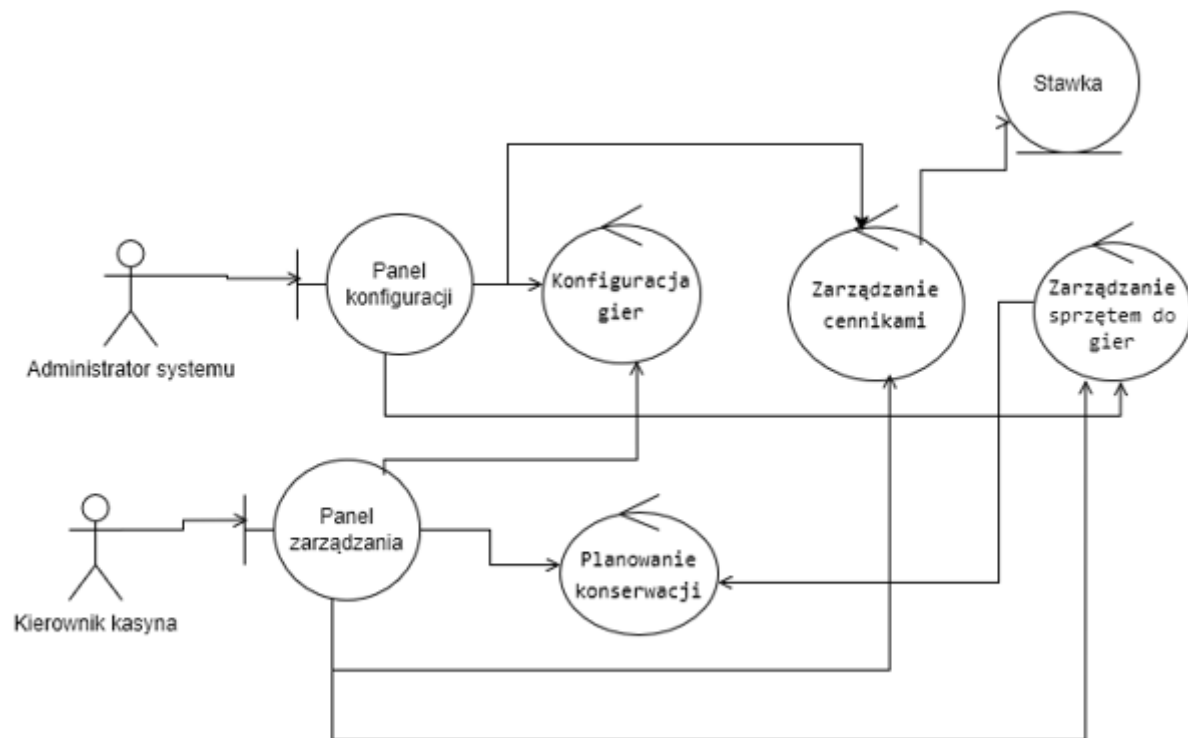 Stawka
Panel
konfiguracji
Konfiguracja
gier
Zarządzanie
cennikami
Zarządzanie
sprzętem do
gier
Administrator systemu
Panel
zarządzania
Planowanie
konserwacji
Kierownik kasyna